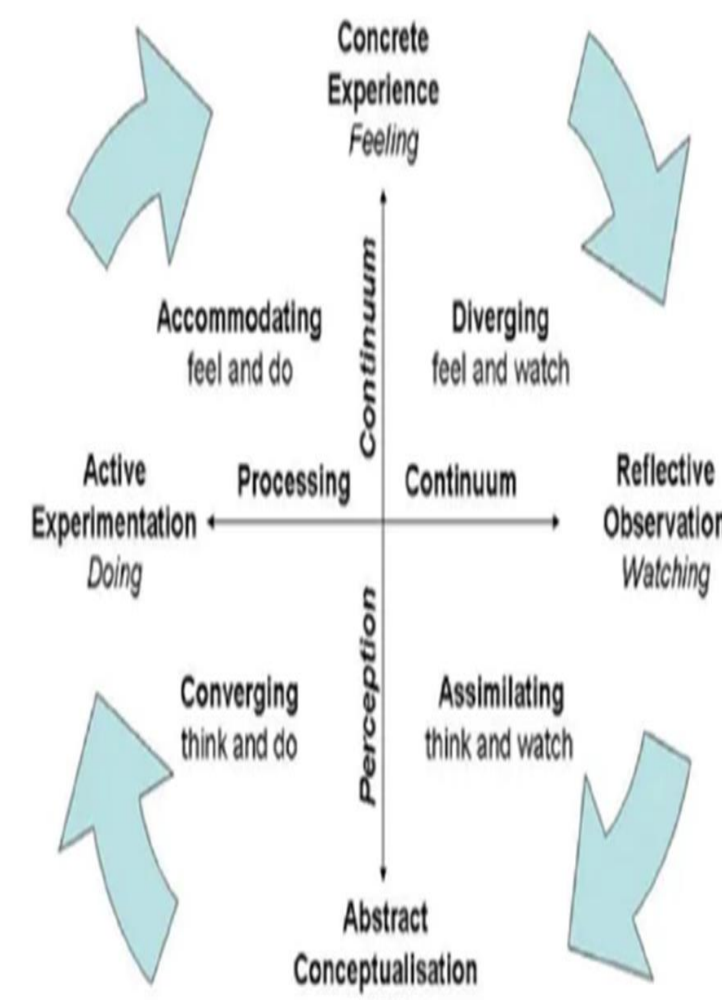 Concrete
Experience
Feeling
Continuum
Accommodating
feel and do
Diverging
feel and watch
Active
Experimentation
Doing
Processing
Continuum
Reflective
Observation
Watching
Perception
Converging
think and do
Assimilating
think and watch
Abstract
Conceptualisation